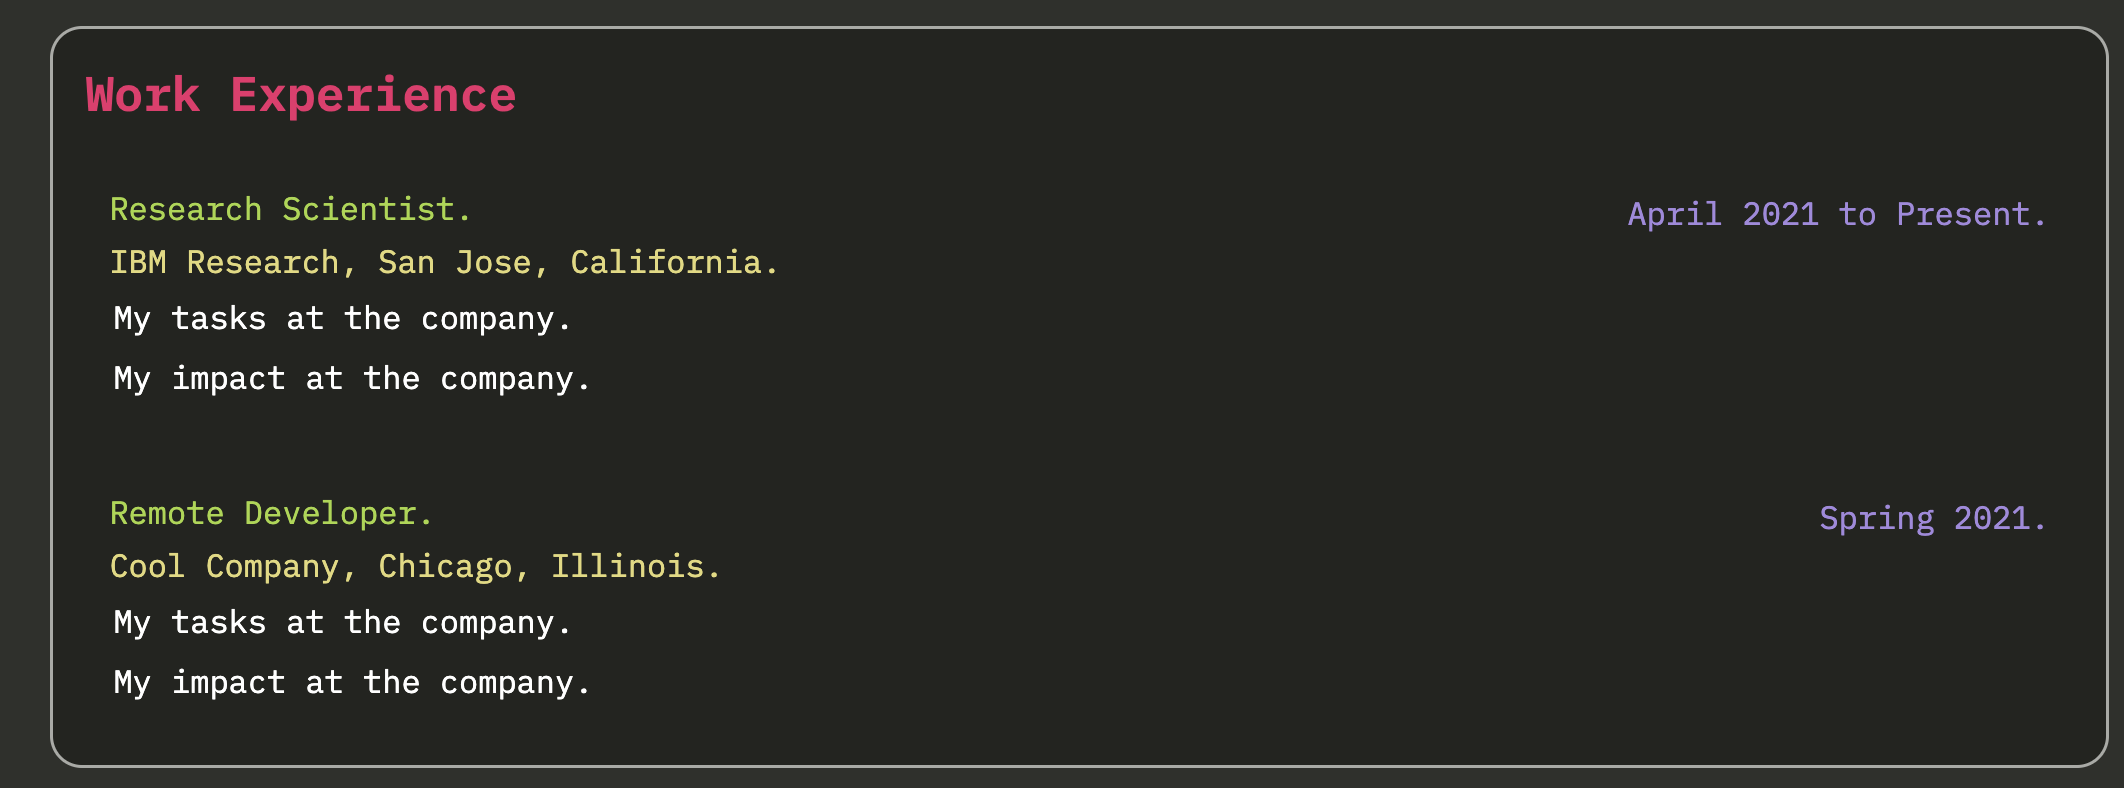 Work Experience
Research Scientist.
April 2021 to Present.
IBM Research, San Jose, California.
My tasks at the company.
My impact at the company.
Remote Developer.
Spring 2021.
Cool Company, Chicago, Illinois.
My tasks at the company.
My impact at the company.